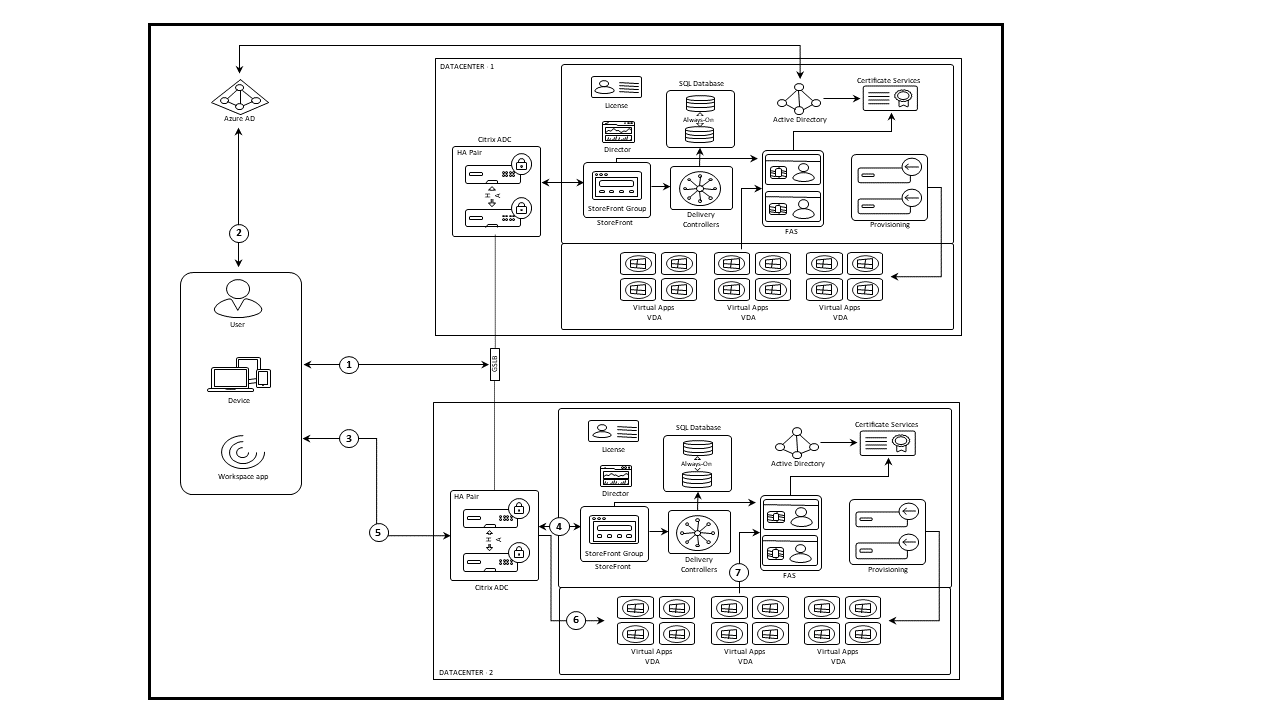 DATACENTER - 1
Azure AD
License
SQL Database
Always-On
Active Directory
Certificate Services
Citrix ADC
HA Pair
H A
Director
StoreFront Group
StoreFront
Delivery
Controllers
FAS
Provisioning
Virtual Apps
VDA
Virtual Apps
VDA
Virtual Apps
VDA
2
User
Device
Workspace app
1
GSLB
3
5
License
SQL Database
Always-On
Active Directory
Certificate Services
HA Pair
H A
Citrix ADC
4
Director
StoreFront Group
StoreFront
Delivery
Controllers
7
FAS
Provisioning
6
Virtual Apps
VDA
Virtual Apps
VDA
Virtual Apps
VDA
DATACENTER - 2